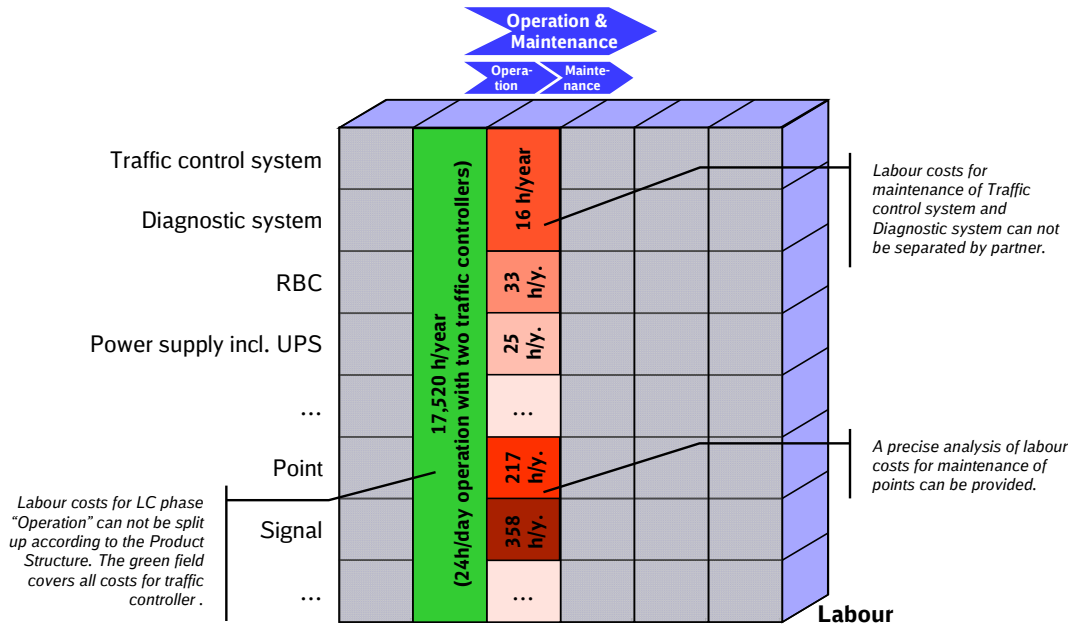 Operation &
Maintenance
Opera-
tion
Mainte-
nance
Traffic control system
Diagnostic system
RBC
Power supply incl. UPS
...
Point
Signal
...
17,520 h/year
(24h/day operation with two traffic controllers)
16 h/year
33
h/y.
25
h/y.
...
217
h/y.
358
h/y.
...
Labour costs for
maintenance of Traffic
control system and
Diagnostic system can not
be separated by partner.
A precise analysis of labour
costs for maintenance of
points can be provided.
Labour costs for LC phase
“Operation” can not be split
up according to the Product
Structure. The green field
covers all costs for traffic
controller .
Labour